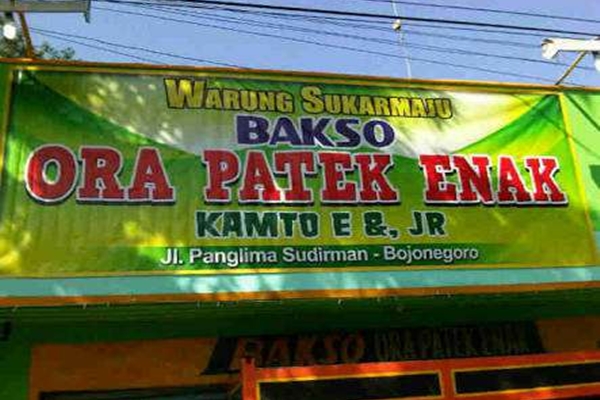 WARUNG SUKARMAJU
BAKSO
ORA PATEK ENAK
KAMTO E &, JR
Jl. Panglima Sudirman - Bojonegoro
BAKSO ORA PATEK ENAK